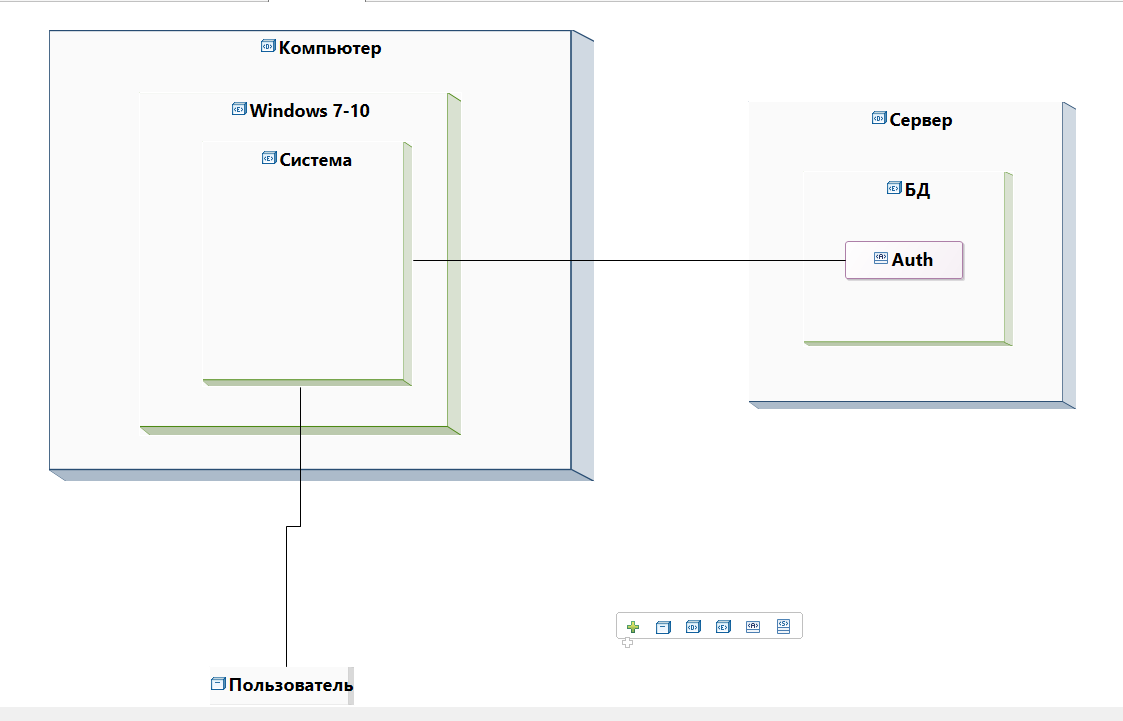 Компьютер
Windows 7-10
Система
Сервер
БД
Auth
Пользователь